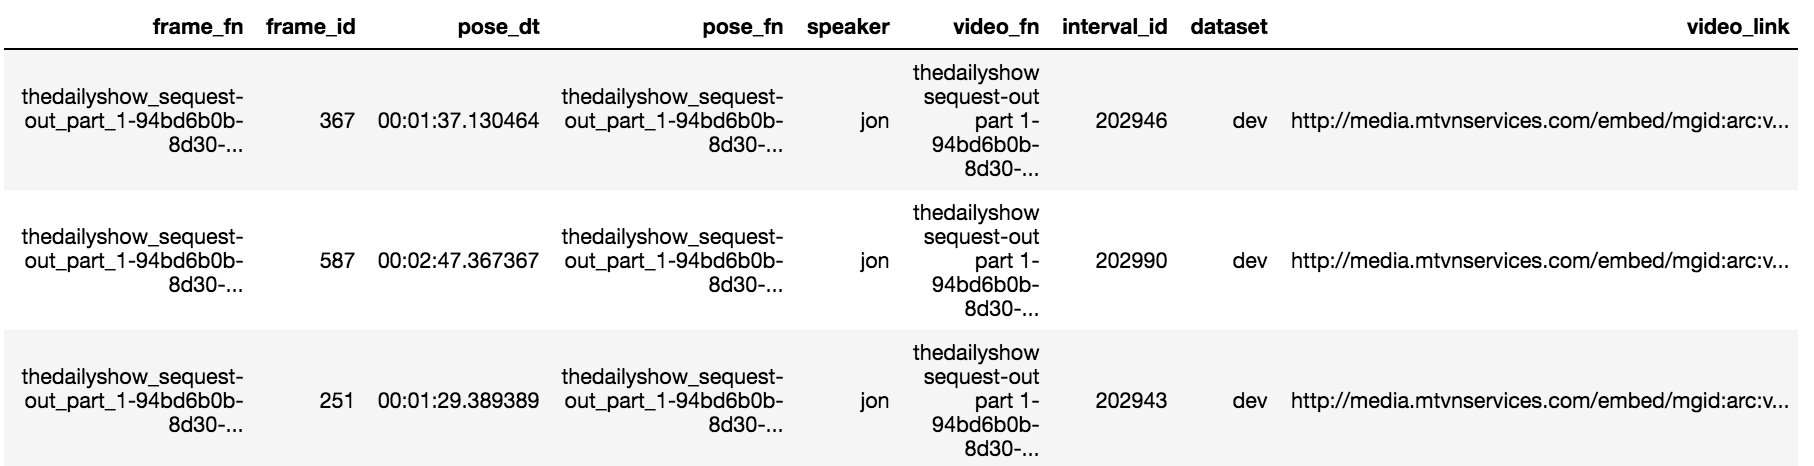 frame_fn frame_id pose_dt pose_fn speaker video_fn interval_id dataset video_link
thedailyshow
thedailyshow_sequest- thedailyshow_sequest- sequest-out
out_part_1-94bd6b0b- 367 00:01:37.130464 out_part_1-94bd6b0b- jon part 1- 202946 dev http://media.mtvnservices.com/embed/mgid:arc:v...
8d30-... 8d30-... 94bd6b0b-
8d30-...
thedailyshow
thedailyshow_sequest- thedailyshow_sequest- sequest-out
out_part_1-94bd6b0b- 587 00:02:47.367367 out_part_1-94bd6b0b- jon part 1- 202990 dev http://media.mtvnservices.com/embed/mgid:arc:v...
8d30-... 8d30-... 94bd6b0b-
8d30-...
thedailyshow
thedailyshow_sequest- thedailyshow_sequest- sequest-out
out_part_1-94bd6b0b- 251 00:01:29.389389 out_part_1-94bd6b0b- jon part 1- 202943 dev http://media.mtvnservices.com/embed/mgid:arc:v...
8d30-... 8d30-... 94bd6b0b-
8d30-...